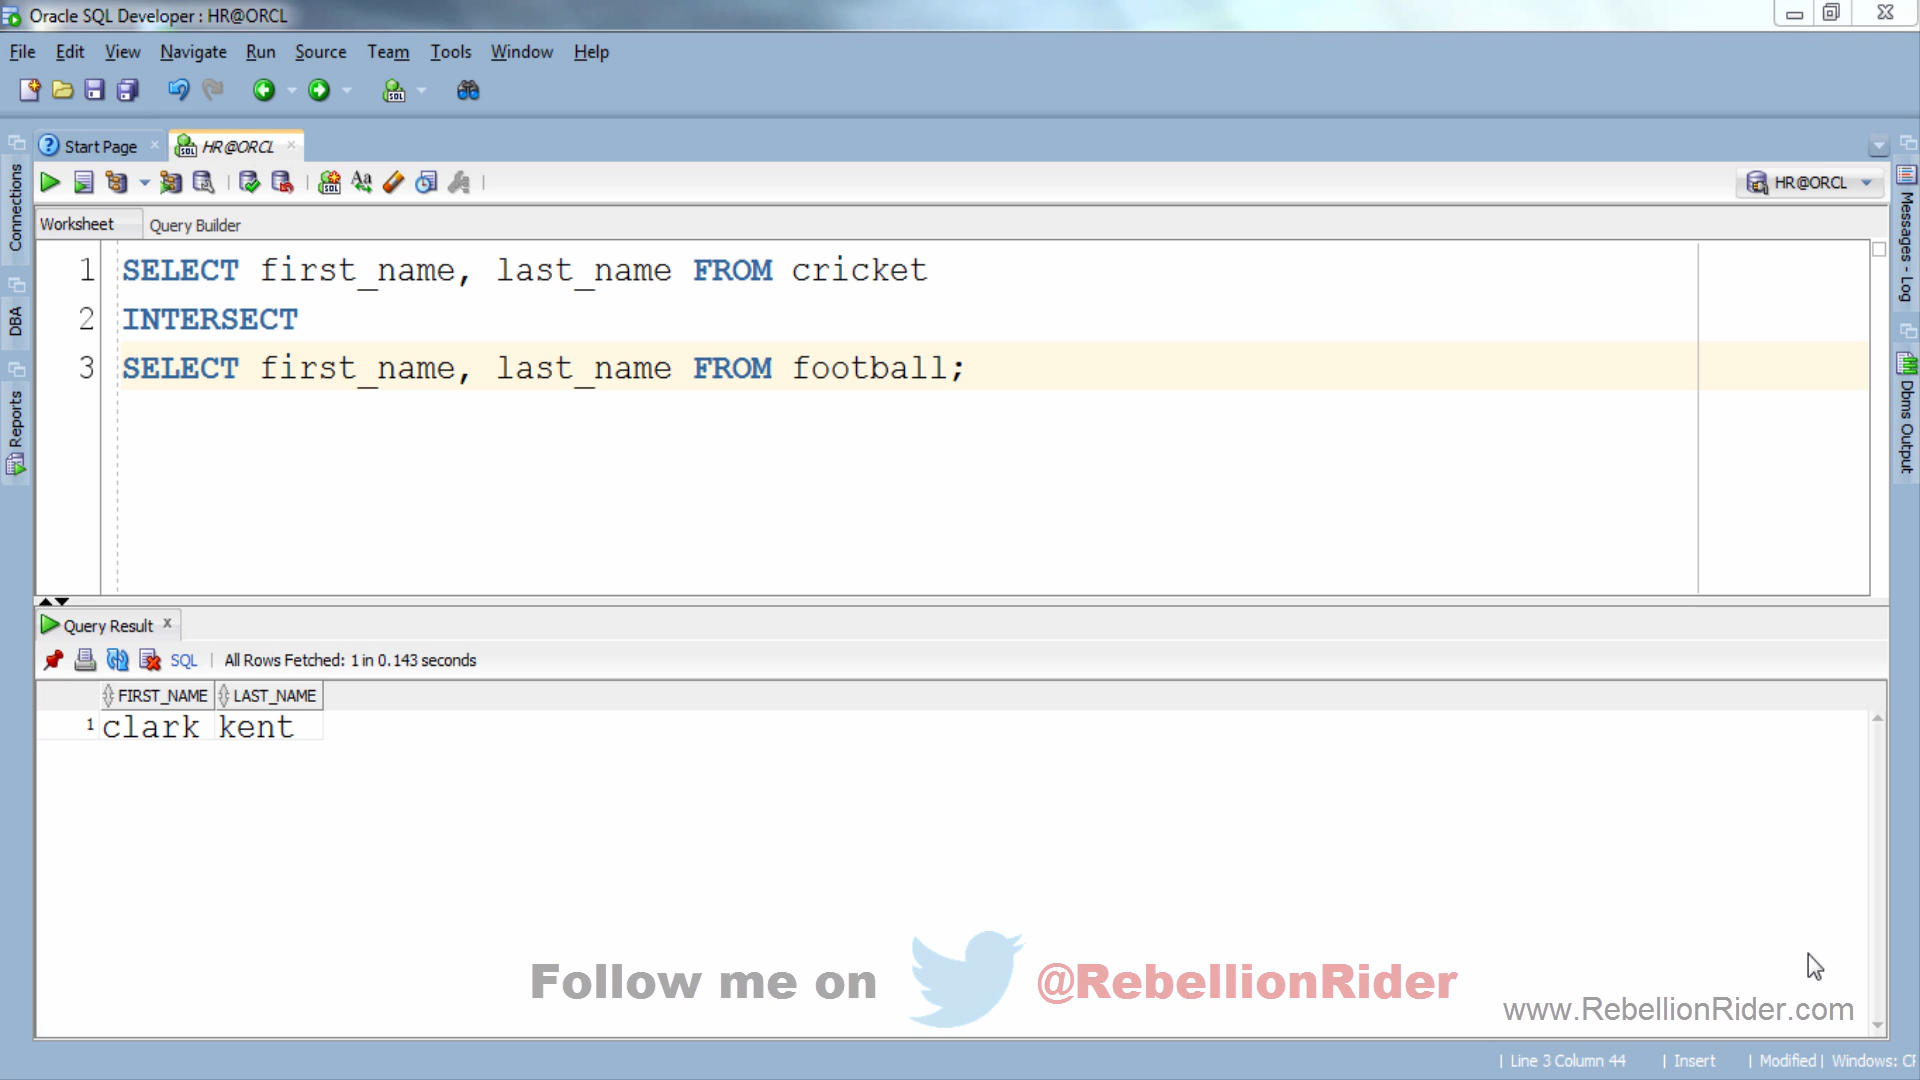 Oracle SQL Developer : HR@ORCL
File Edit View Navigate Run Source Team Tools Window Help
Start Page HR@ORCL
HR@ORCL
Connections
DBA
Reports
Messages - Log
Dbms Output
Worksheet Query Builder
1 SELECT first_name, last_name FROM cricket
2 INTERSECT
3 SELECT first_name, last_name FROM football;
Query Result
SQL | All Rows Fetched: 1 in 0.143 seconds
FIRST_NAME LAST_NAME
1 clark kent
Follow me on @RebellionRider
www.RebellionRider.com
| Line 3 Column 44 | Insert | Modified | Windows: